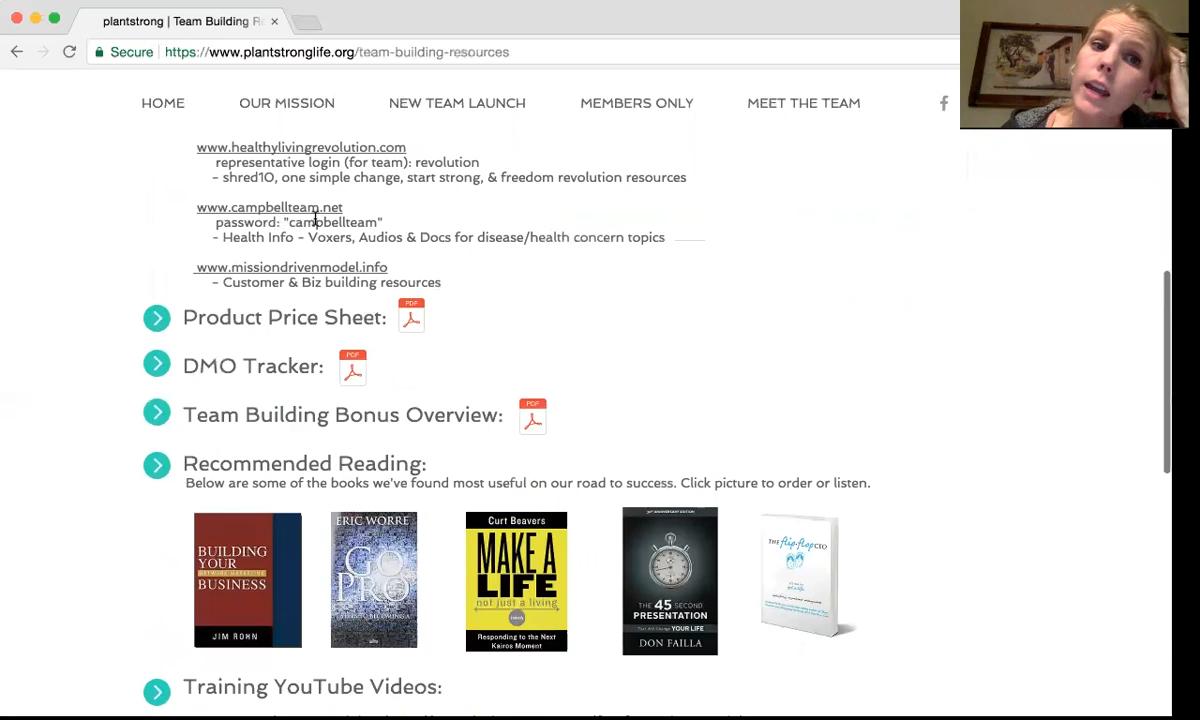 plantstrong | Team Building R
Secure https://www.plantstronglife.org/team-building-resources
HOME OUR MISSION NEW TEAM LAUNCH MEMBERS ONLY MEET THE TEAM
www.healthylivingrevolution.com
representative login (for team): revolution
- shred10, one simple change, start strong, & freedom revolution resources
www.campbellteam.net
password: "campbellteam"
- Health Info - Voxers, Audios & Docs for disease/health concern topics
www.missiondrivenmodel.info
- Customer & Biz building resources
Product Price Sheet: PDF
DMO Tracker: PDF
Team Building Bonus Overview: PDF
Recommended Reading:
Below are some of the books we've found most useful on our road to success. Click picture to order or listen.
BUILDING
YOUR
NETWORK MARKETING
BUSINESS
JIM ROHN
ERIC WORRE
GO
PRO
Curt Beavers
MAKE A
LIFE
not just a living
Responding to the Next
Kairos Moment
THE 45 SECOND
PRESENTATION
YOUR LIFE
DON FAILLA
THE flip flop CEO
Training YouTube Videos: